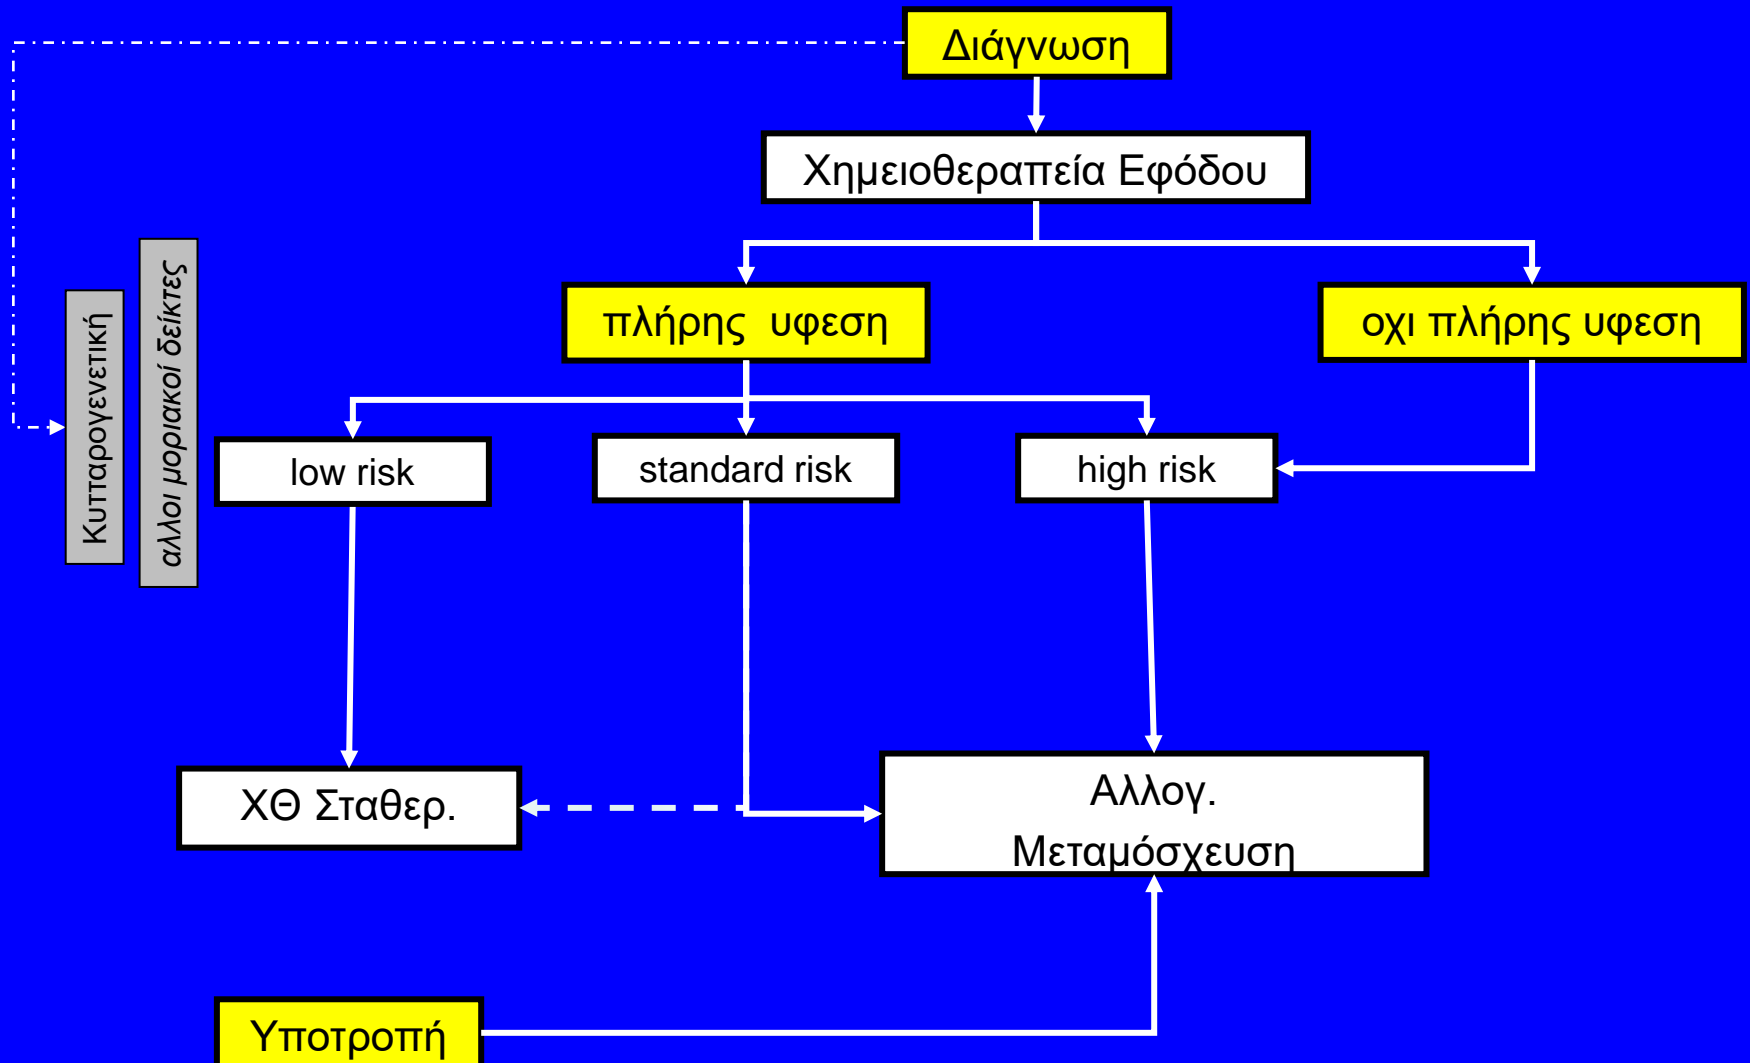 Διάγνωση
Χημειοθεραπεία Εφόδου
πλήρης υφεση
οχι πλήρης υφεση
Κυτταρογενετική
αλλοι μοριακοί δείκτες
low risk
standard risk
high risk
ΧΘ Σταθερ.
Αλλογ.
Μεταμόσχευση
Υποτροπή